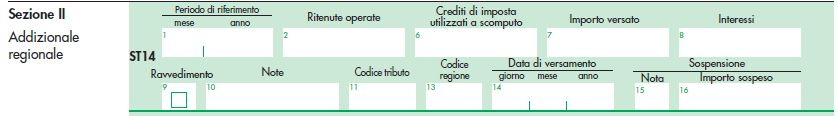 Sezione II
Addizionale
regionale
ST14
Periodo di riferimento
mese anno
Ritenute operate
Crediti di imposta
utilizzati a scomputo
Importo versato
Interessi
1
2
6
7
8
Ravvedimento
Note
Codice tributo
Codice
regione
Data di versamento
giorno mese anno
Sospensione
Nota
Importo sospeso
9
10
11
13
14
15
16